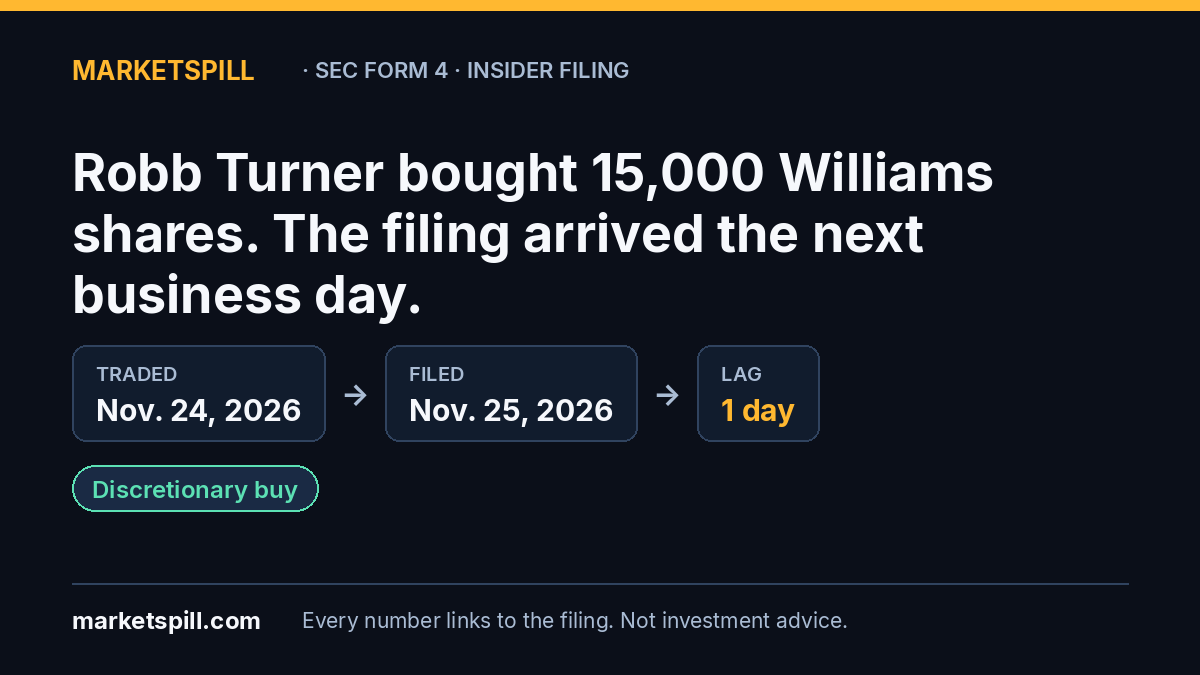 MARKETSPILL · SEC FORM 4 · INSIDER FILING
Robb Turner bought 15,000 Williams
shares. The filing arrived the next
business day.
TRADED
Nov. 24, 2026
→
FILED
Nov. 25, 2026
→
LAG
1 day
Discretionary buy
marketspill.com Every number links to the filing. Not investment advice.